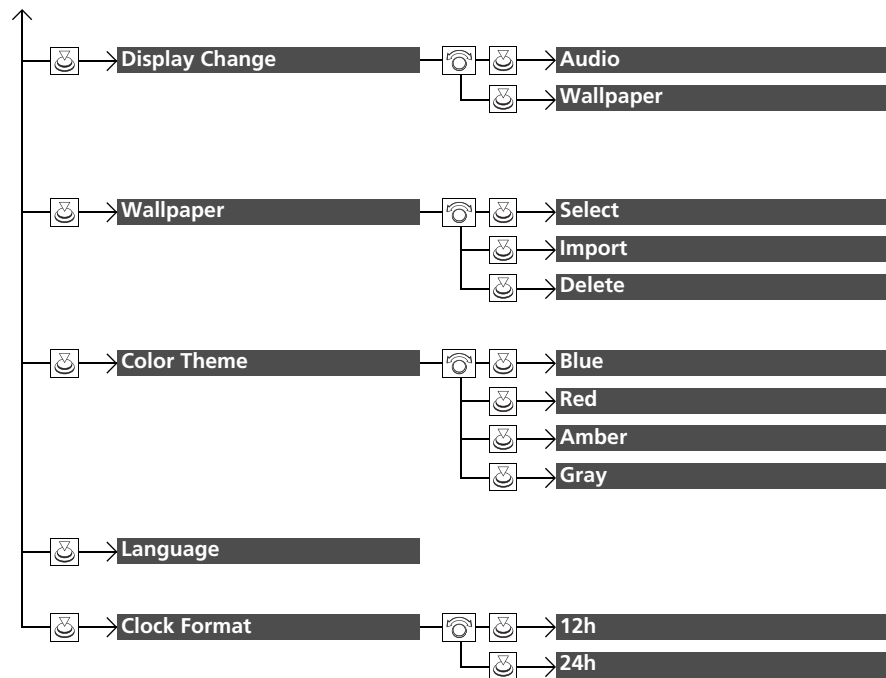 Display Change
Audio
Wallpaper
Wallpaper
Select
Import
Delete
Color Theme
Blue
Red
Amber
Gray
Language
Clock Format
12h
24h